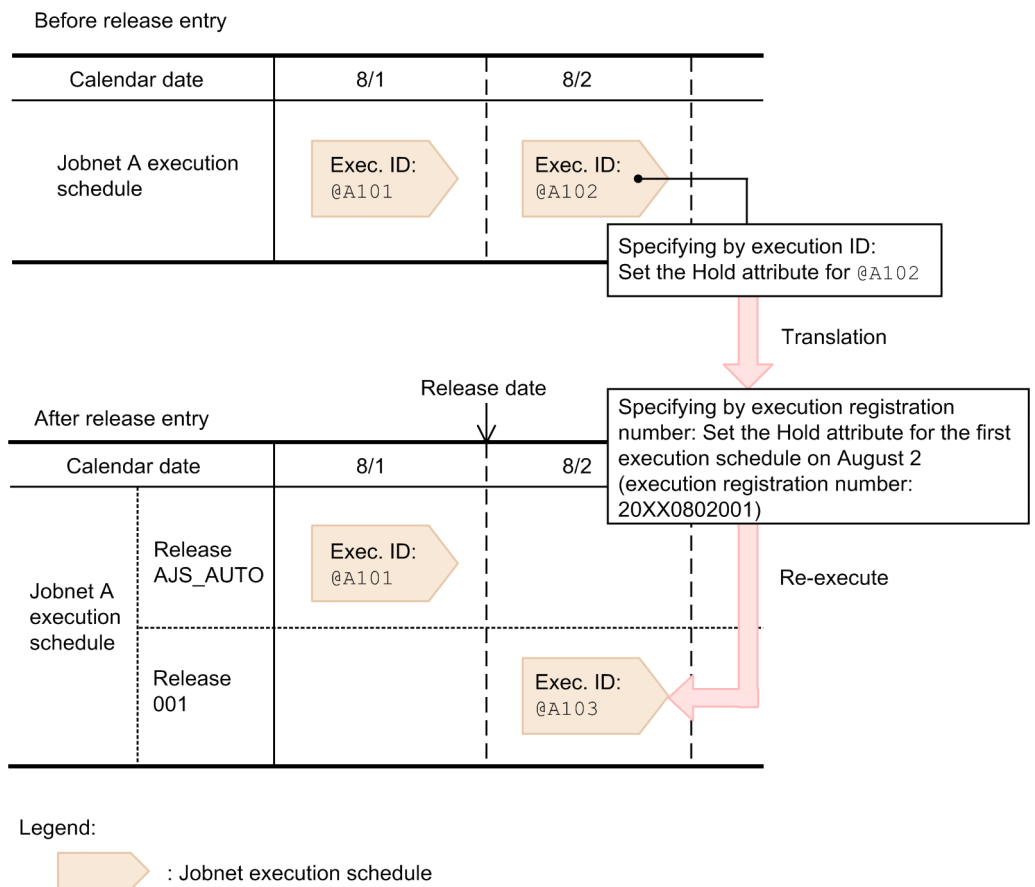 Before release entry
Calendar date
8/1
8/2
Jobnet A execution
schedule
Exec. ID:
@A101
Exec. ID:
@A102
Specifying by execution ID:
Set the Hold attribute for @A102
Translation
Release date
After release entry
Specifying by execution registration
number: Set the Hold attribute for the first
execution schedule on August 2
(execution registration number:
20XX0802001)
Calendar date
8/1
8/2
Jobnet A
execution
schedule
Release
AJS_AUTO
Exec. ID:
@A101
Re-execute
Release
001
Exec. ID:
@A103
Legend:
: Jobnet execution schedule